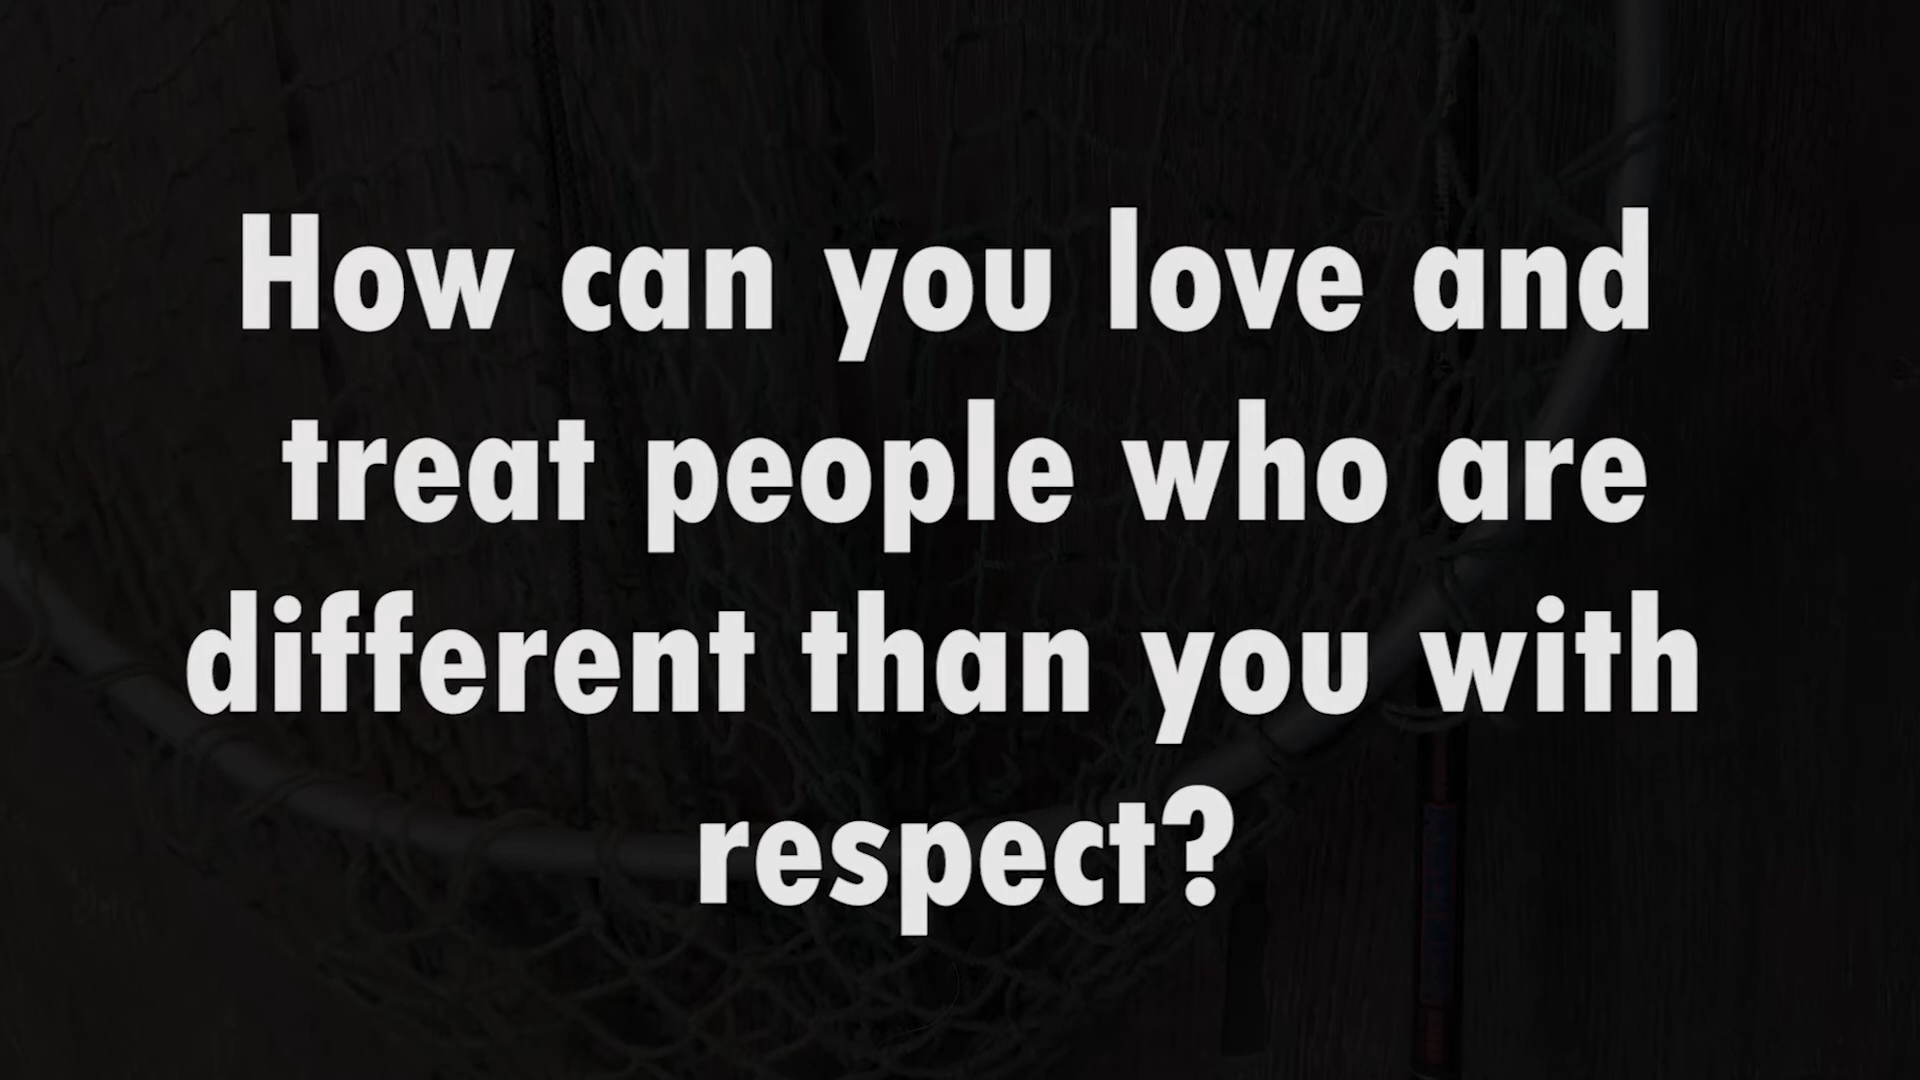 How can you love and
treat people who are
different than you with
respect?